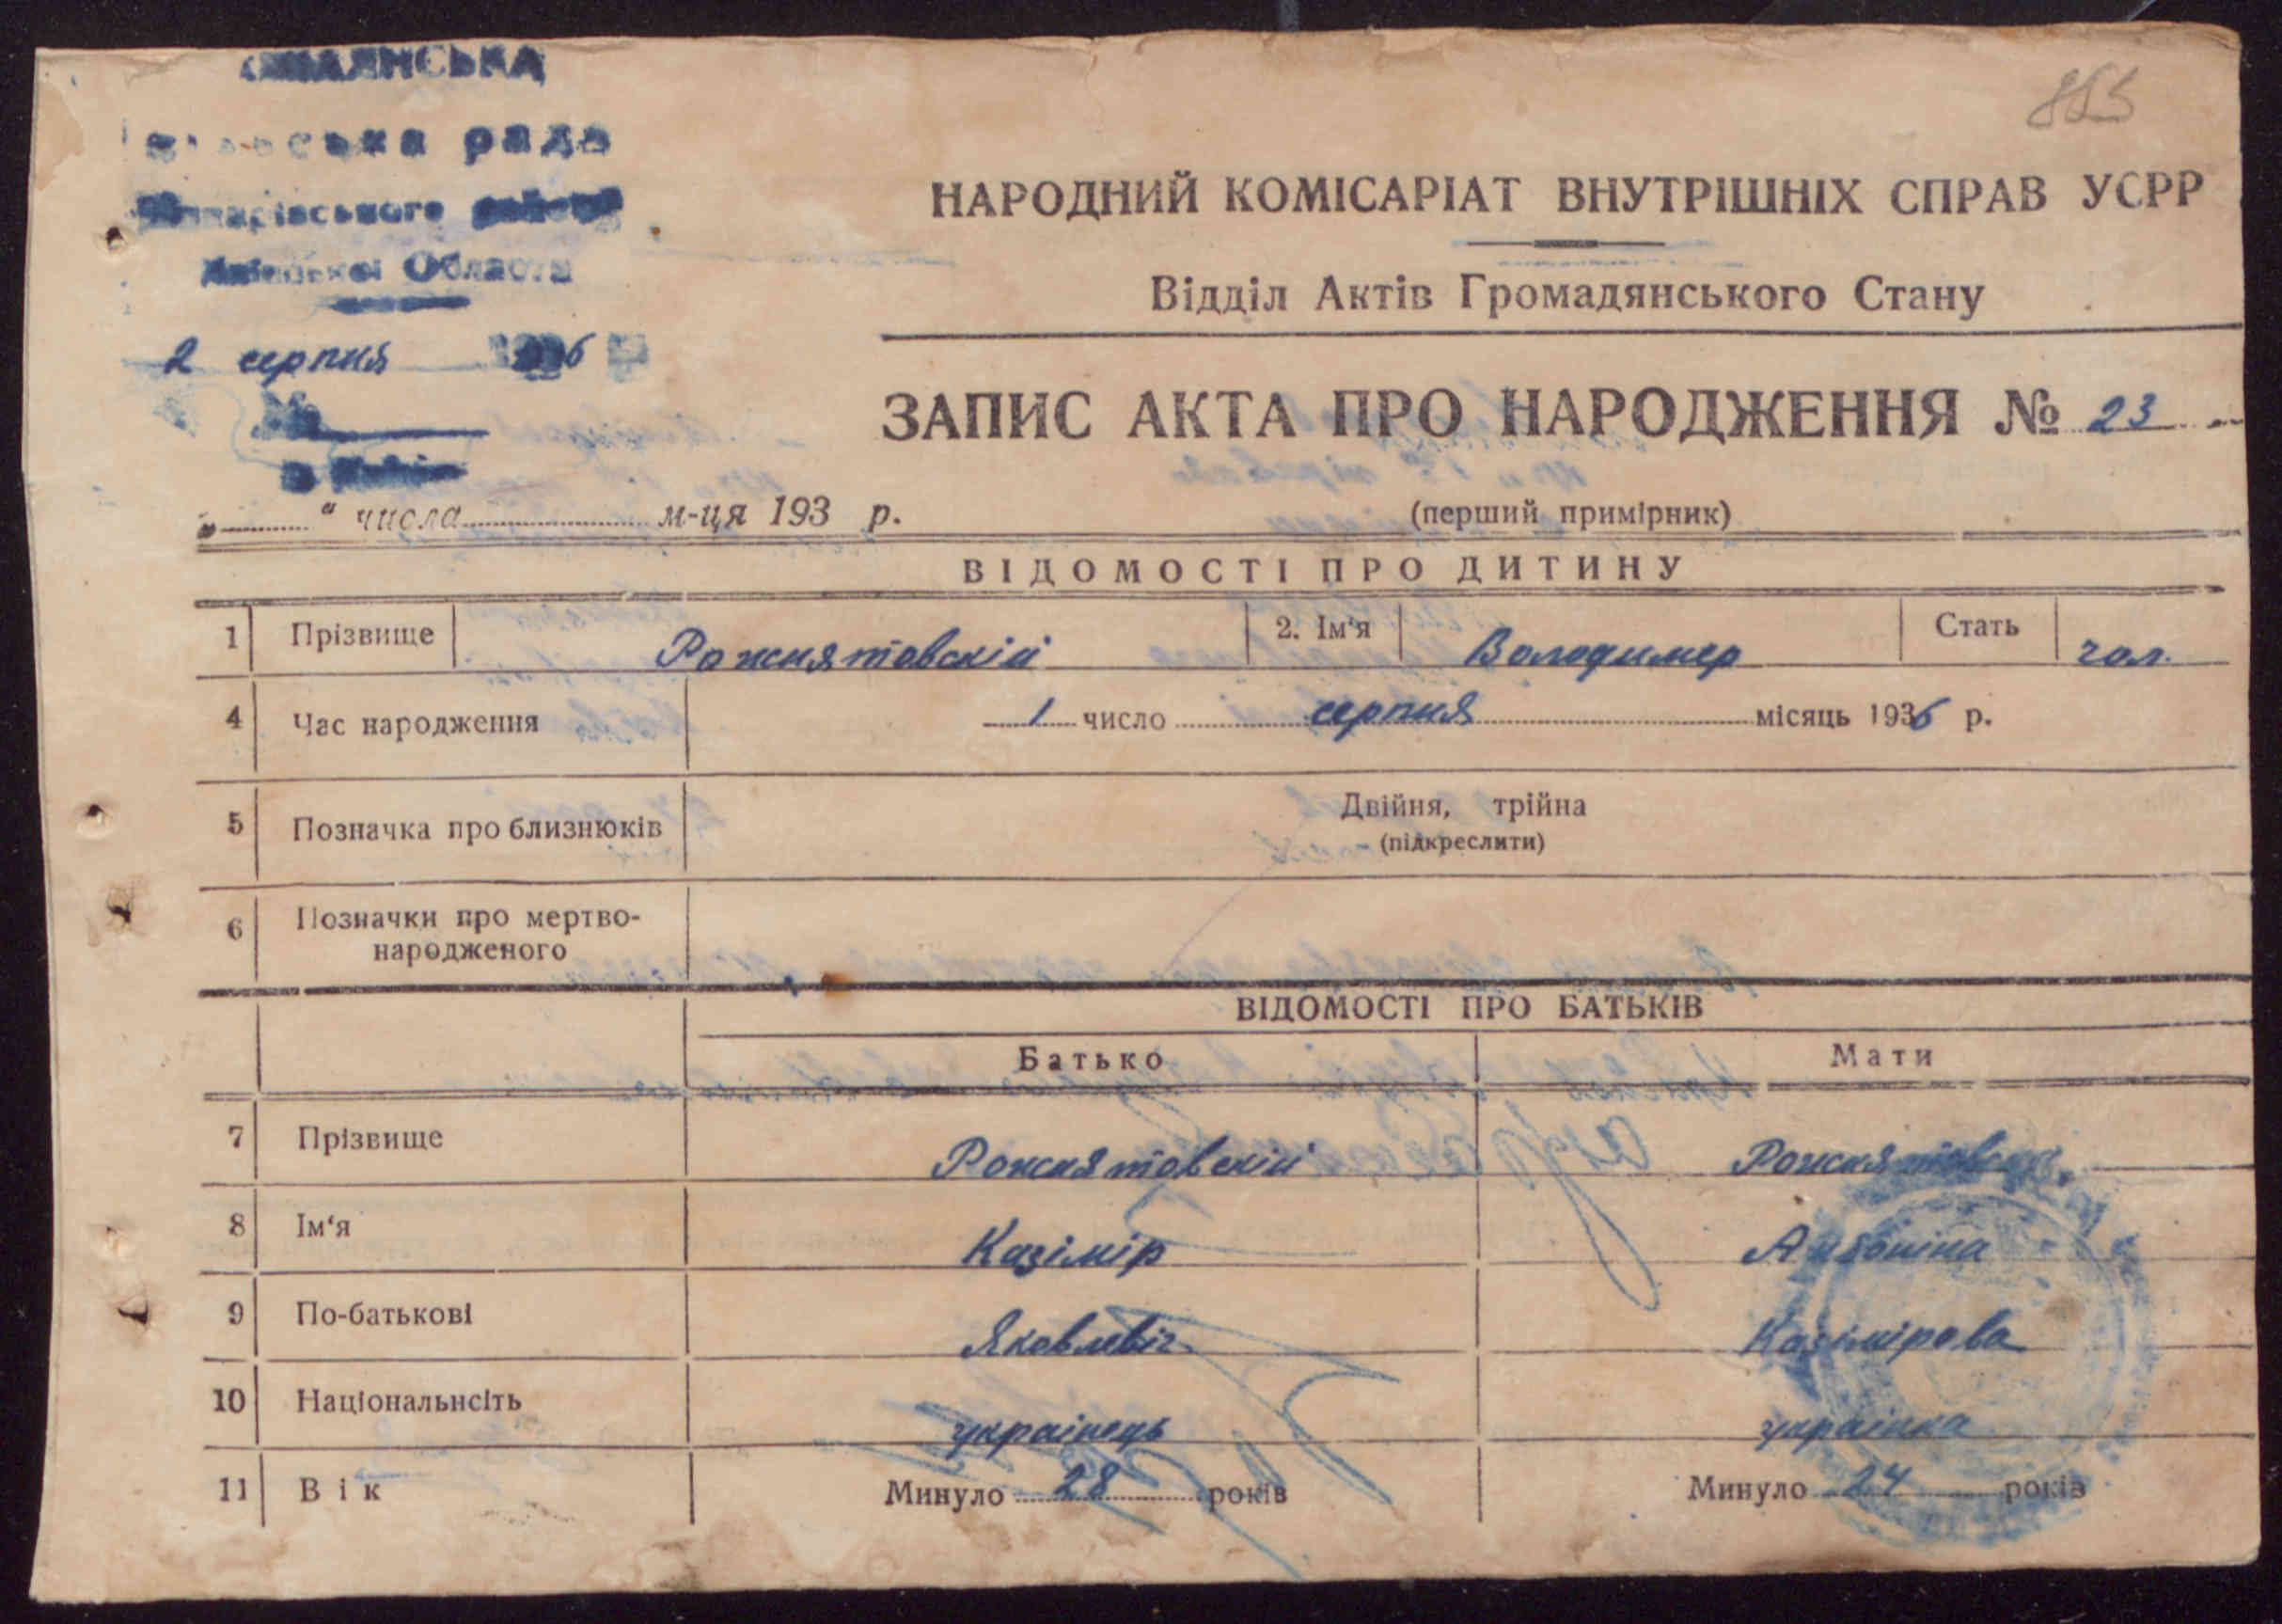 рада
Області
2 серпня
885
НАРОДНИЙ КОМІСАРІАТ ВНУТРІШНІХ СПРАВ УСРР
Відділ Актів Громадянського Стану
ЗАПИС АКТА ПРО НАРОДЖЕННЯ № 23
„ “ числа м-ця 193 р.
(перший примірник)
ВІДОМОСТІ ПРО ДИТИНУ
1 Прізвище Рожнятовскій 2. Ім'я Володимер Стать чол.
4 Час народження 1 число серпня місяць 1936 р.
5 Позначка про близнюків Двійня, трійна
(підкреслити)
6 Позначки про мертво-
народженого
ВІДОМОСТІ ПРО БАТЬКІВ
Батько Мати
7 Прізвище Рожнятовскій
8 Ім'я Казімір Антоніна
9 По-батькові Яковлевіч Казімірова
10 Національнсіть українець українка
11 Вік Минуло 28 років Минуло 24 років